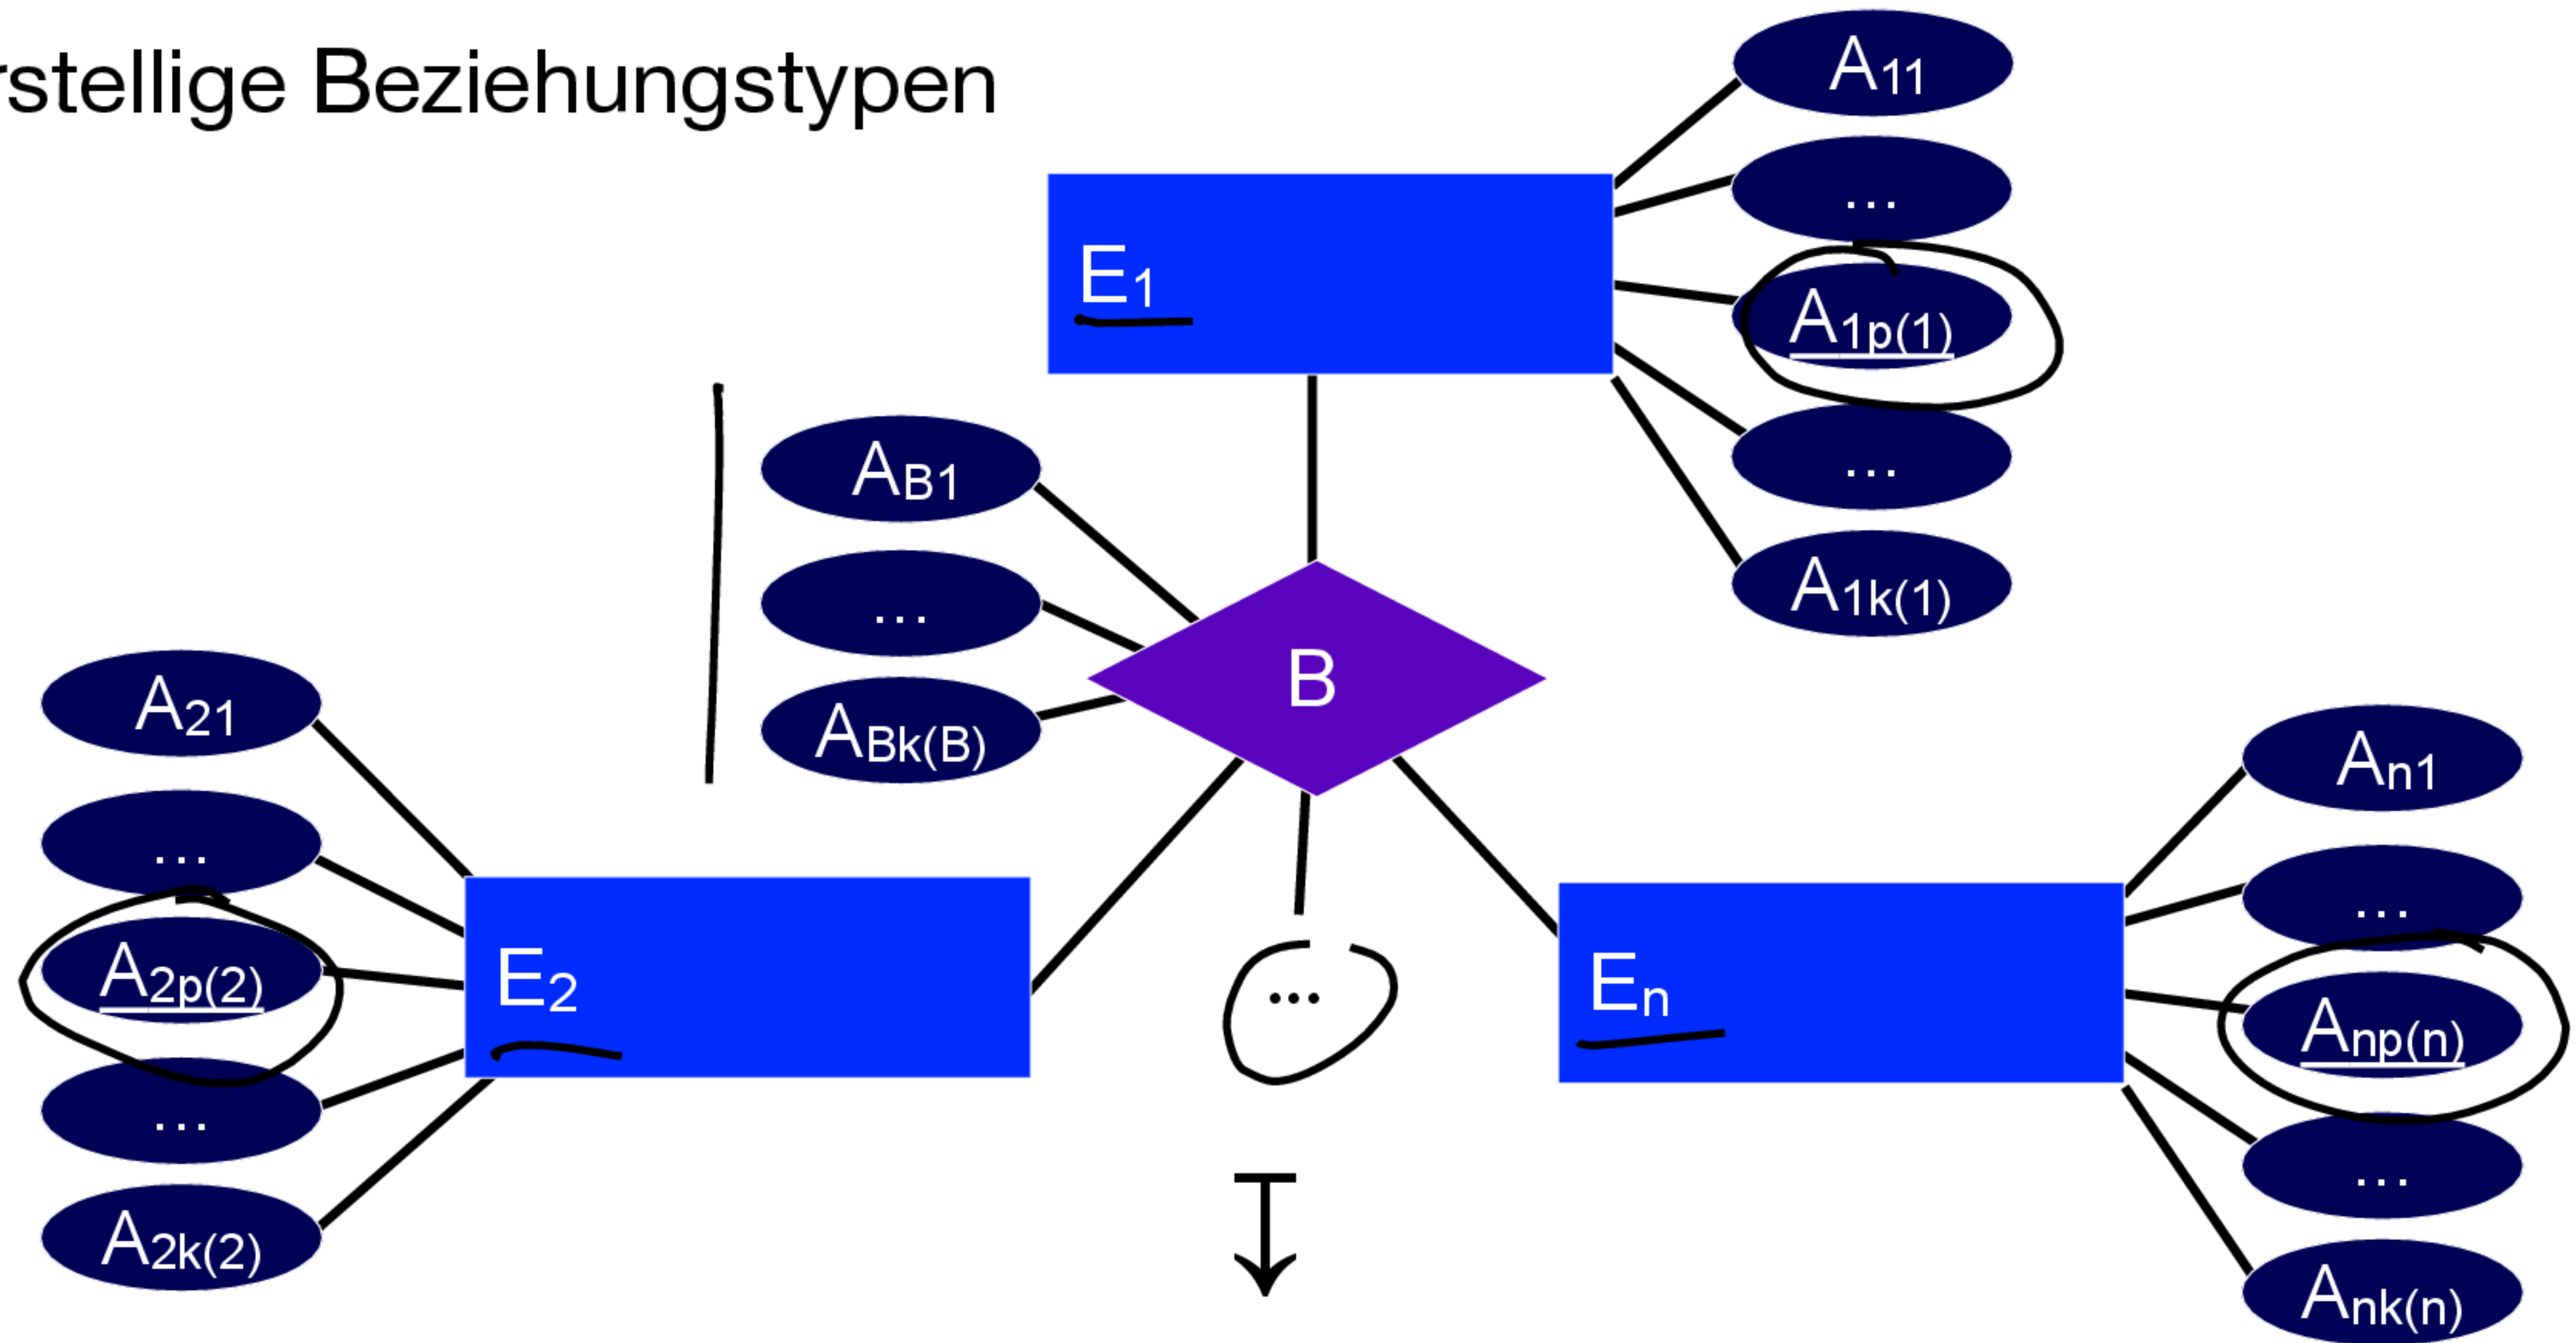 rstellige Beziehungstypen
A11
...
E1
A1p(1)
...
A1k(1)
AB1
...
ABk(B)
B
A21
...
A2p(2)
...
A2k(2)
E2
...
En
An1
...
Anp(n)
...
Ank(n)